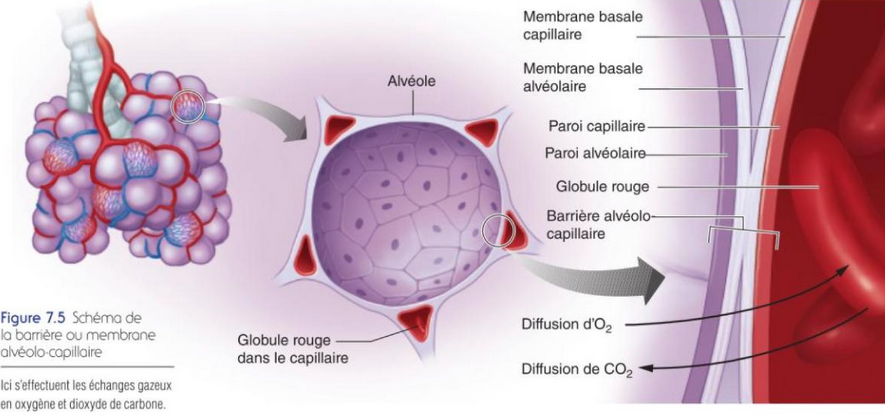 Membrane basale
capillaire
Membrane basale
alvéolaire
Alvéole
Paroi capillaire
Paroi alvéolaire
Globule rouge
Barrière alvéolo-
capillaire
Diffusion d'O₂
Diffusion de CO₂
Globule rouge
dans le capillaire
Figure 7.5 Schéma de
la barrière ou membrane
alvéolo-capillaire
Ici s'effectuent les échanges gazeux
en oxygène et dioxyde de carbone.